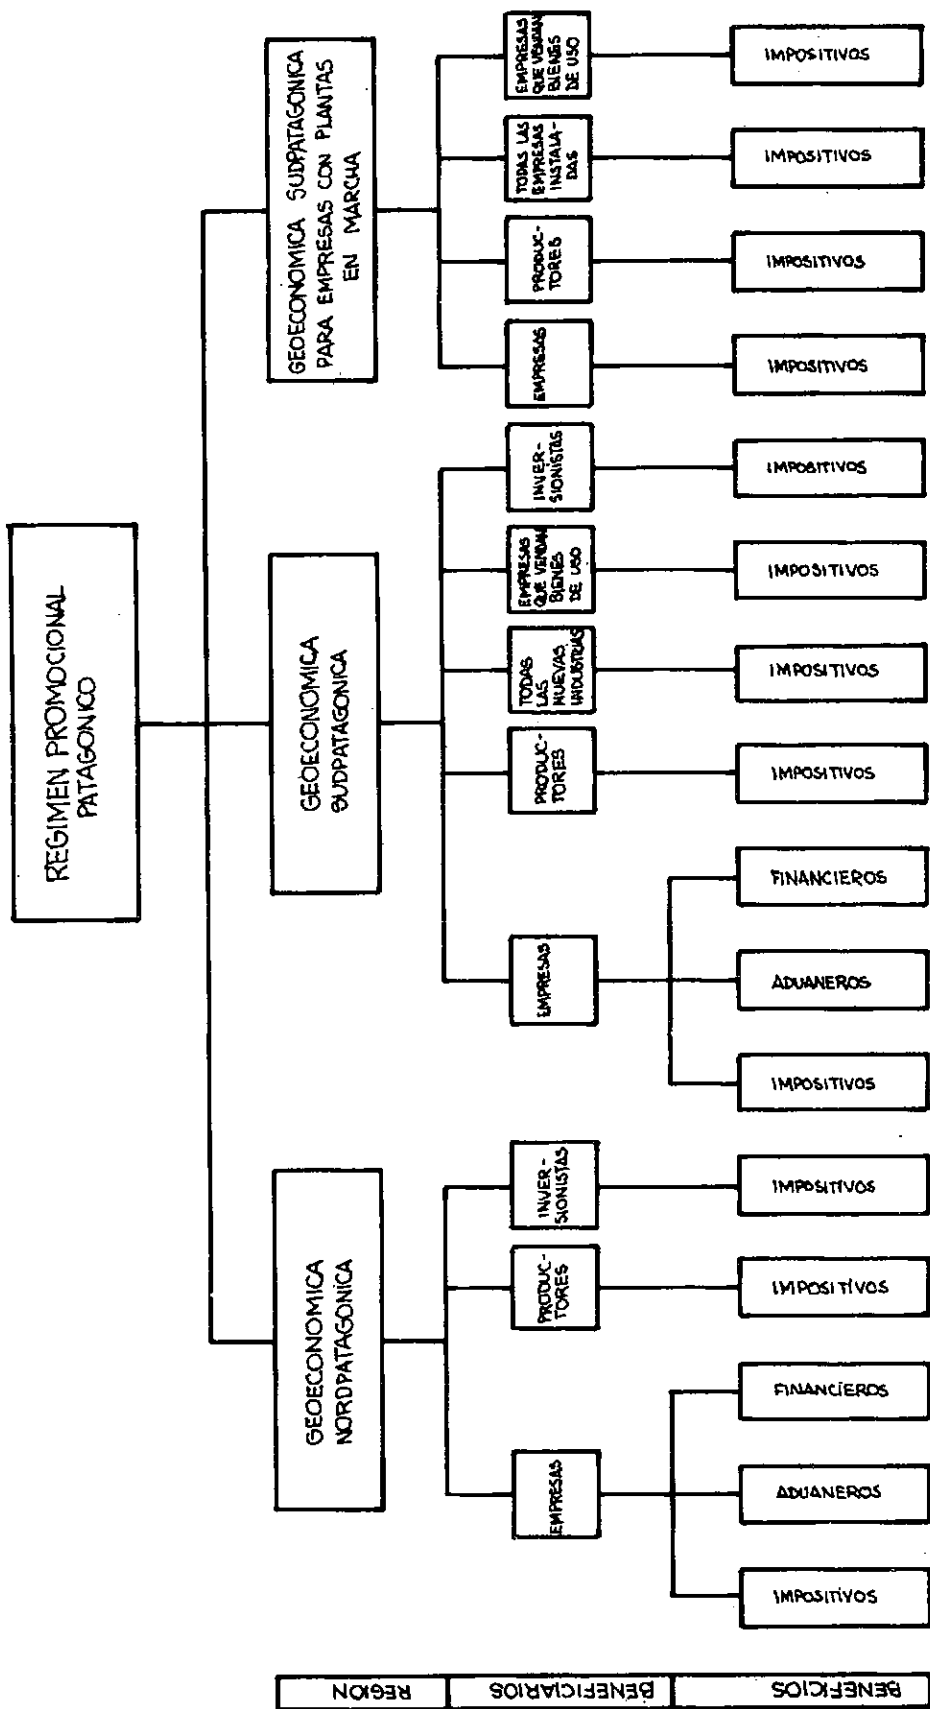 REGIMEN PROMOCIONAL
PATAGONICO
GEOECONOMICA
NORDPATAGONICA
GEOECONOMICA
SUDPATAGONICA
GEOECONOMICA SUDPATAGONICA
PARA EMPRESAS CON PLANTAS
EN MARCHA
EMPRESAS
PRODUC-
TORES
INVER-
SIONISTAS
EMPRESAS
PRODUC-
TORES
TODAS
LAS
NUEVAS
INDUSTRIAS
EMPRESAS
QUE VENDAN
BIENES
DE USO
INVER-
SIONISTAS
EMPRESAS
PRODUC-
TORES
TODAS LAS
EMPRESAS
INSTALA-
DAS
EMPRESAS
QUE VENDAN
BIENES
DE USO
IMPOSITIVOS
ADUANEROS
FINANCIEROS
IMPOSITIVOS
IMPOSITIVOS
IMPOSITIVOS
ADUANEROS
FINANCIEROS
IMPOSITIVOS
IMPOSITIVOS
IMPOSITIVOS
IMPOSITIVOS
IMPOSITIVOS
IMPOSITIVOS
IMPOSITIVOS
IMPOSITIVOS
REGION
BENEFICIARIOS
BENEFICIOS